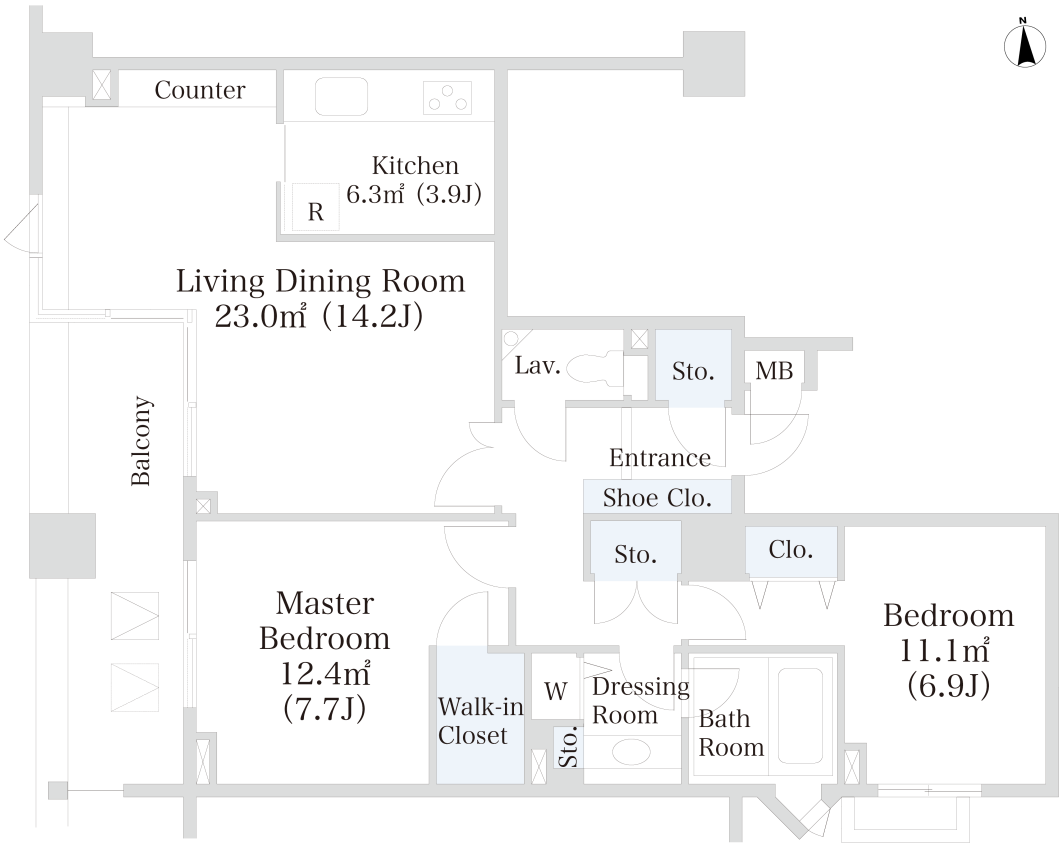 N
Counter
Kitchen
6.3㎡ (3.9J)
R
Living Dining Room
23.0㎡ (14.2J)
Lav.
Sto.
MB
Balcony
Entrance
Shoe Clo.
Sto.
Clo.
Master
Bedroom
12.4㎡
(7.7J)
Bedroom
11.1㎡
(6.9J)
Walk-in
Closet
W
Dressing
Room
Sto.
Bath
Room